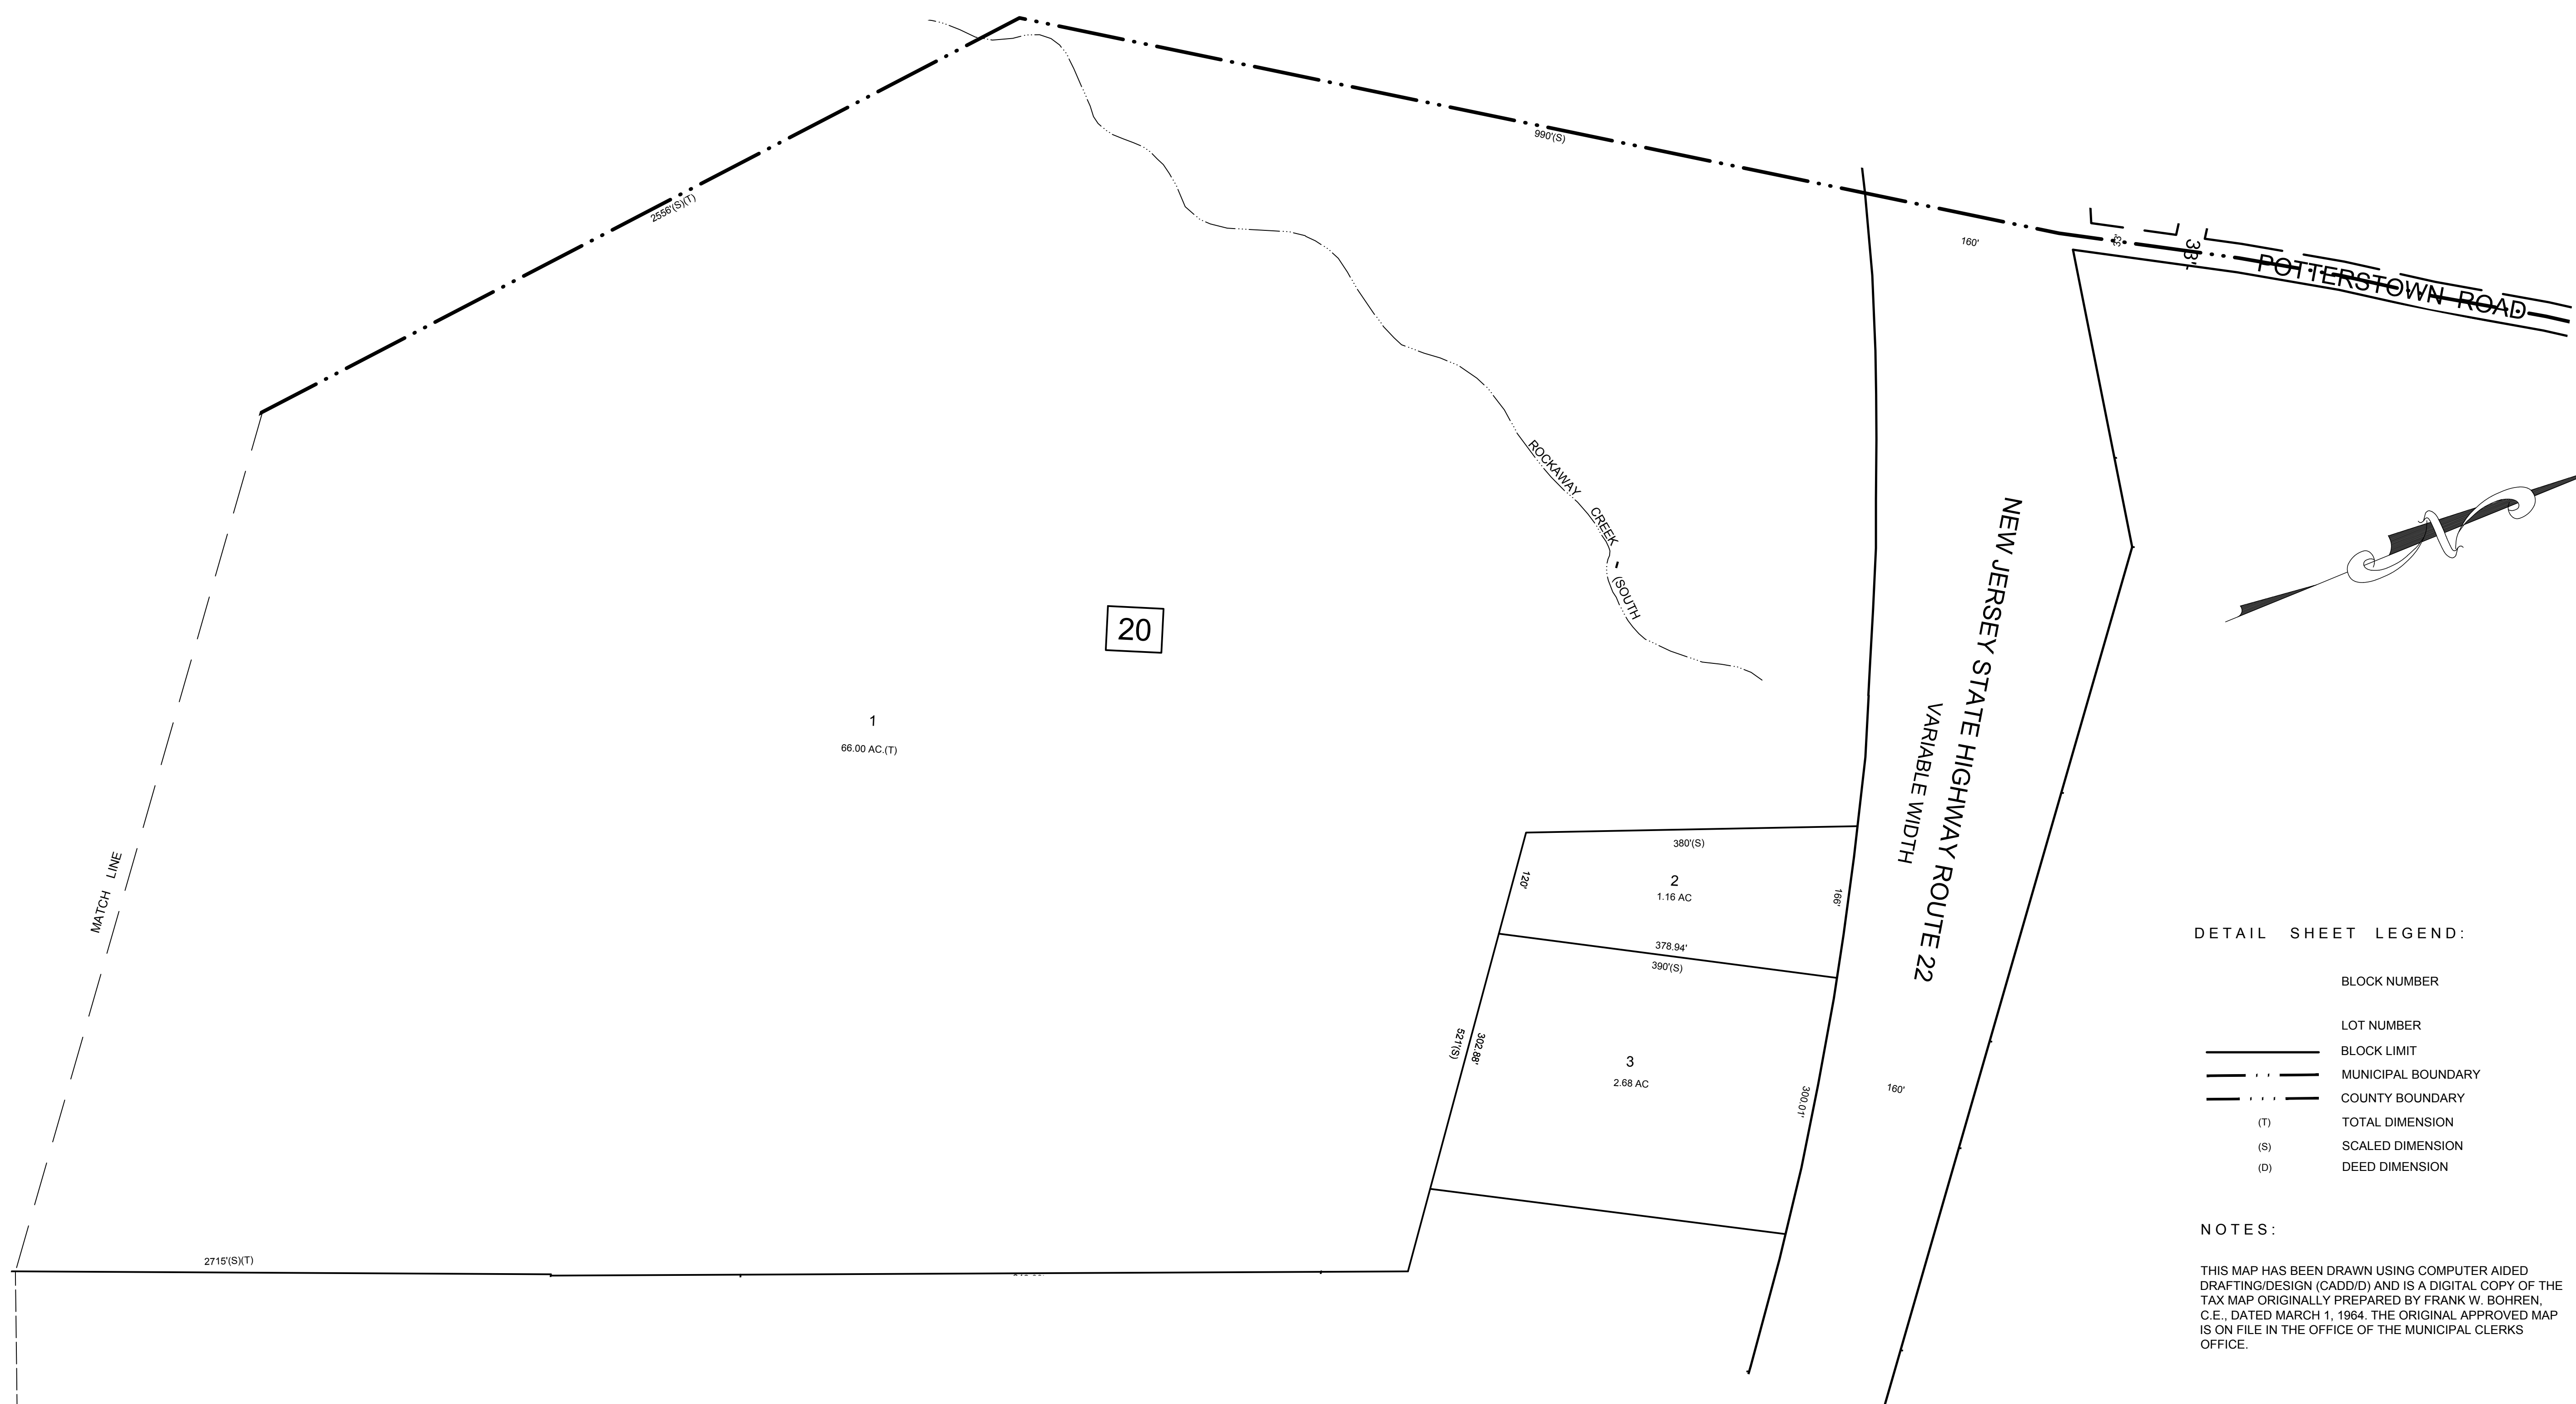 990'(S)
2556'(S)(T)
160'
33'
33'
POTTERSTOWN ROAD
ROCKAWAY CREEK - (SOUTH
NEW JERSEY STATE HIGHWAY ROUTE 22
VARIABLE WIDTH
N
20
1
66.00 AC.(T)
MATCH LINE
380'(S)
120'
2
1.16 AC
166'
378.94'
390'(S)
521'(S)
302.88'
3
2.68 AC
300.01'
160'
2715'(S)(T)
DETAIL SHEET LEGEND:
BLOCK NUMBER
LOT NUMBER
BLOCK LIMIT
MUNICIPAL BOUNDARY
COUNTY BOUNDARY
(T) TOTAL DIMENSION
(S) SCALED DIMENSION
(D) DEED DIMENSION
NOTES:
THIS MAP HAS BEEN DRAWN USING COMPUTER AIDED
DRAFTING/DESIGN (CADD/D) AND IS A DIGITAL COPY OF THE
TAX MAP ORIGINALLY PREPARED BY FRANK W. BOHREN,
C.E., DATED MARCH 1, 1964. THE ORIGINAL APPROVED MAP
IS ON FILE IN THE OFFICE OF THE MUNICIPAL CLERKS
OFFICE.